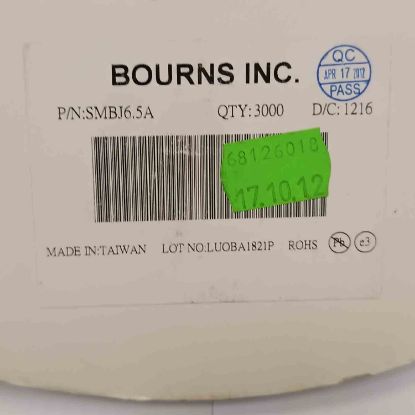 QC
APR 17 2012
PASS
BOURNS INC.
P/N:SMBJ6.5A QTY:3000 D/C:1216
68126018
17.10.12
MADE IN:TAIWAN LOT NO:LUOBA1821P ROHS Pb e3